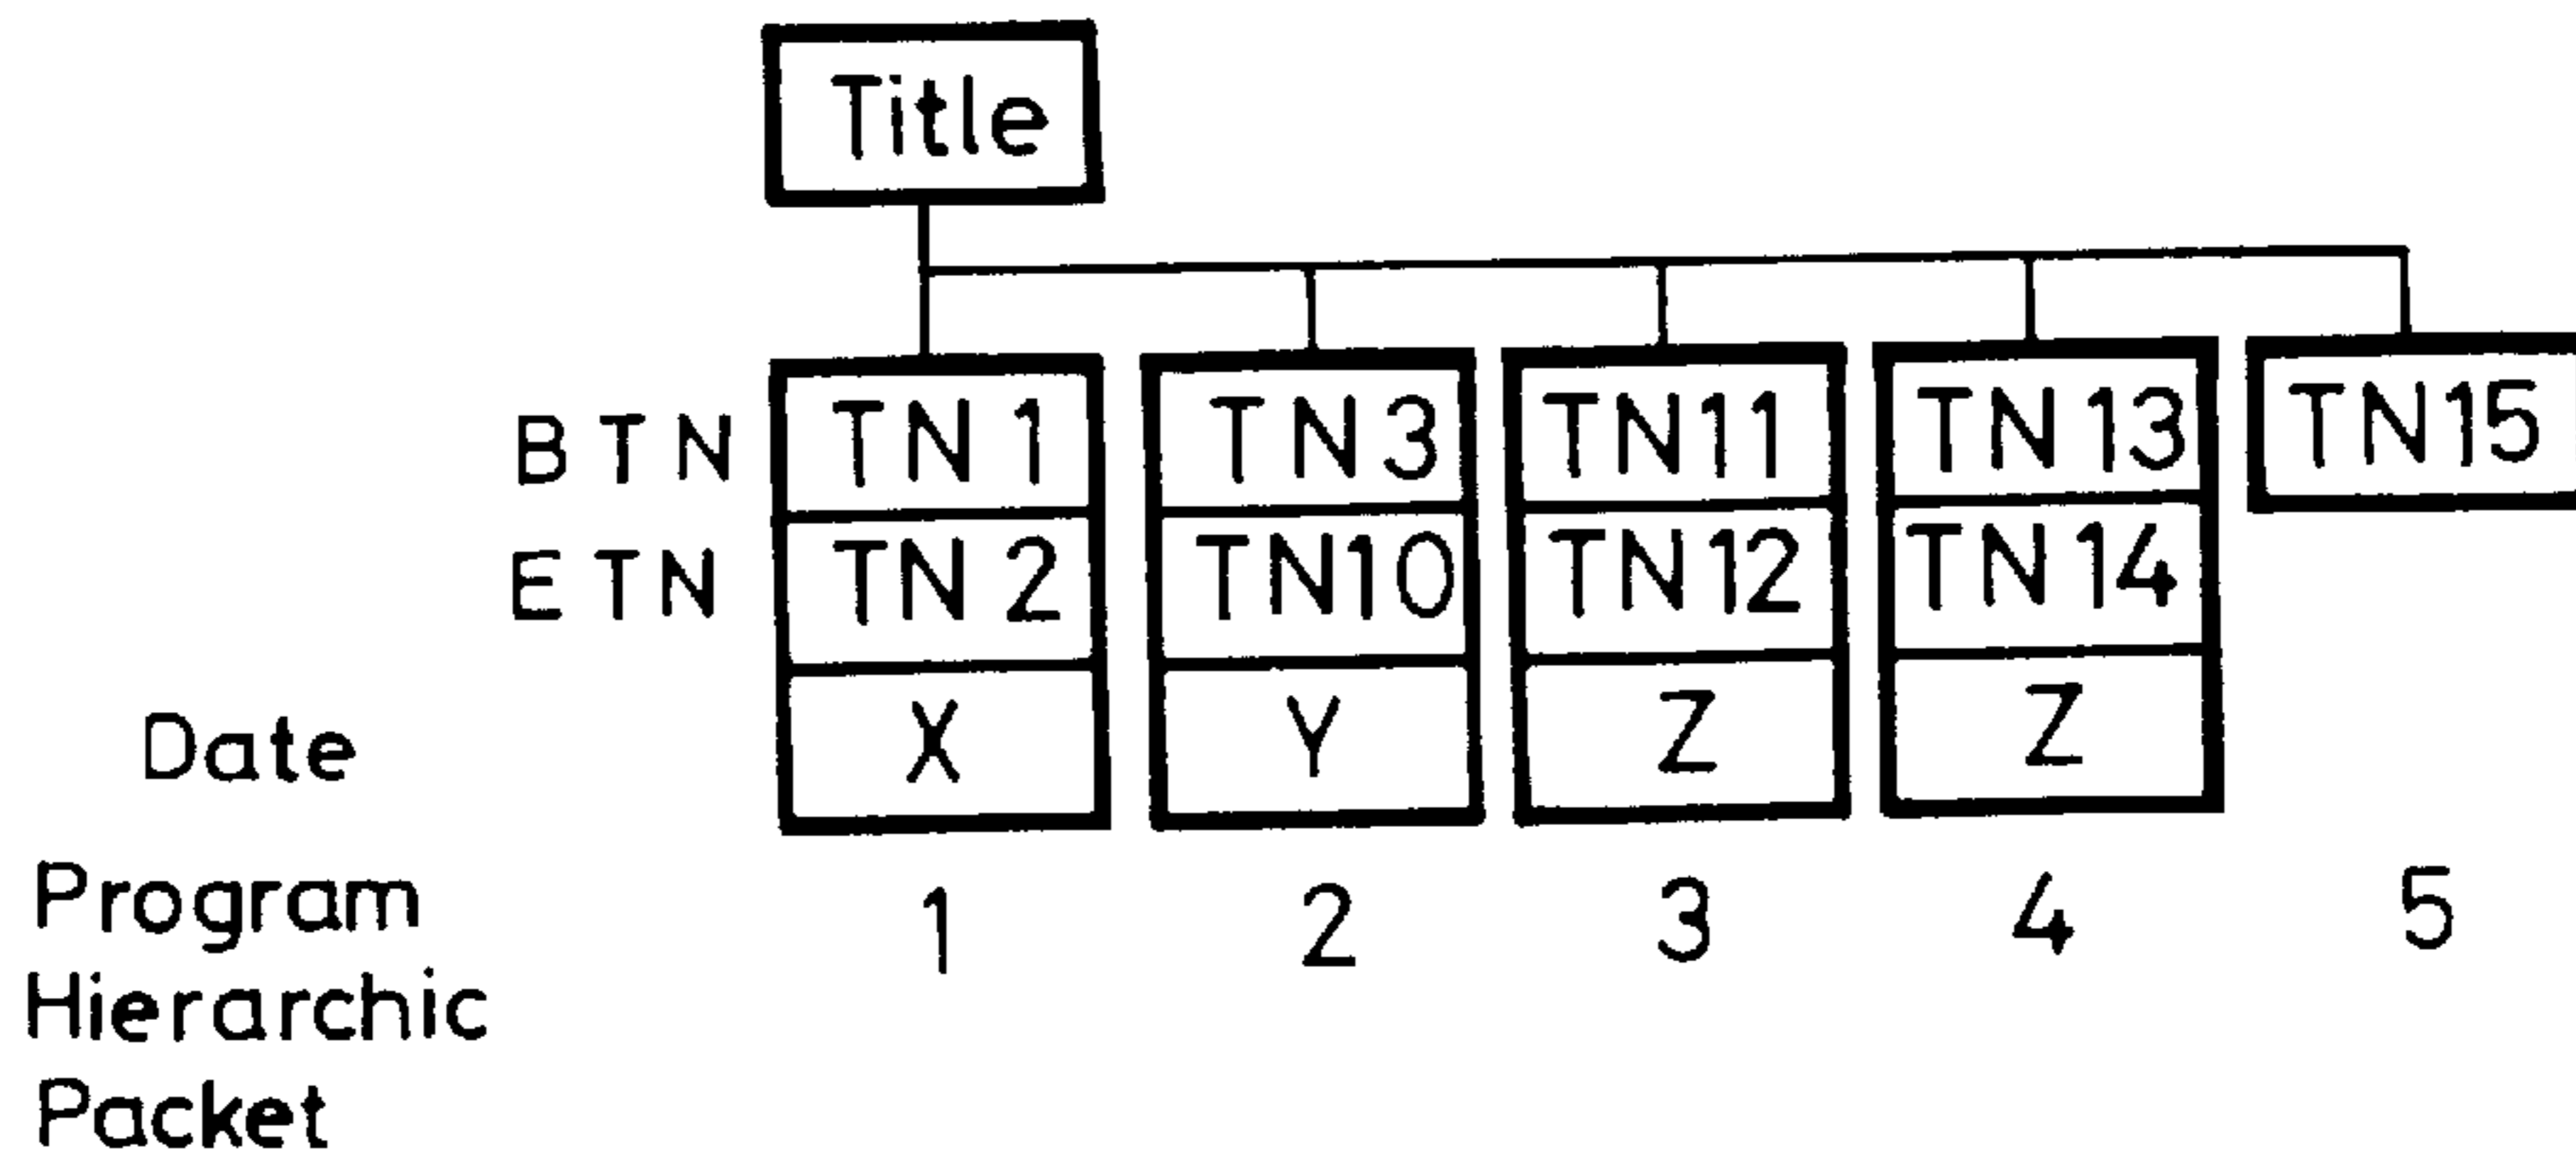 Title
BTN TN1 TN3 TN11 TN13 TN15
ETN TN2 TN10 TN12 TN14
Date X Y Z Z
Program 1 2 3 4 5
Hierarchic
Packet